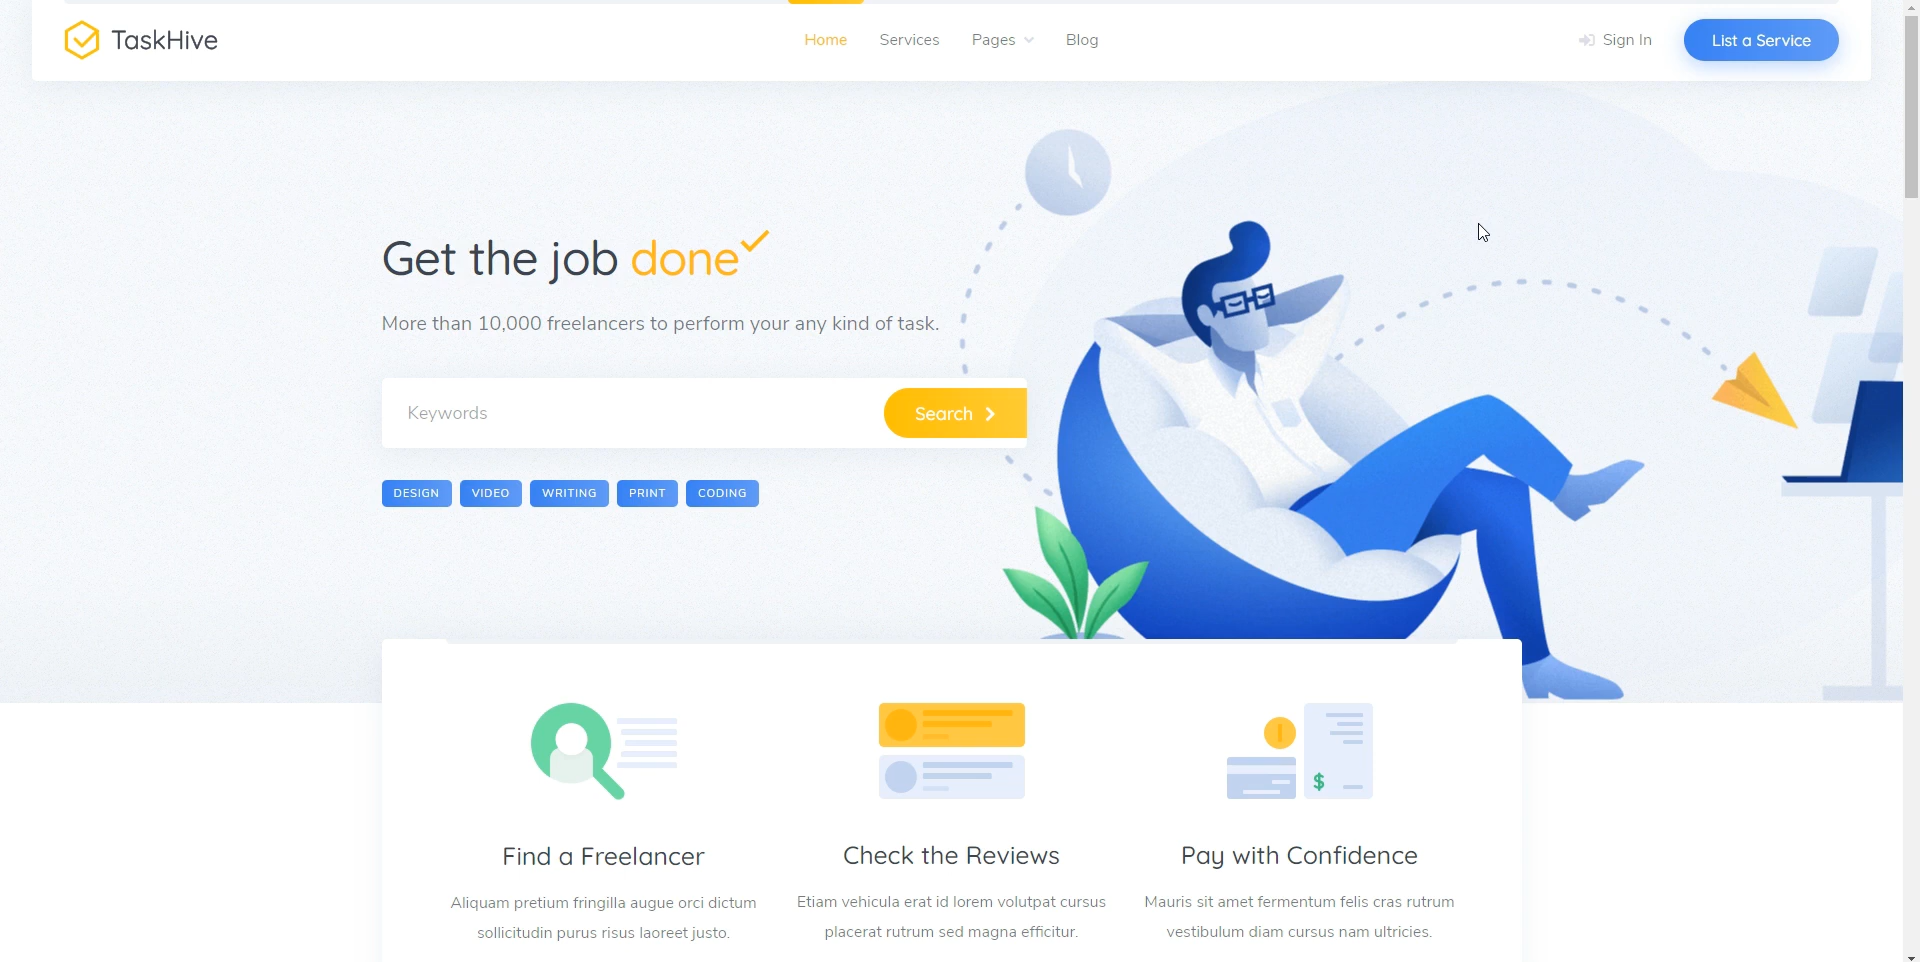 TaskHive
Home
Services
Pages
Blog
Sign In
List a Service
Get the job done
More than 10,000 freelancers to perform your any kind of task.
Keywords
Search
DESIGN
VIDEO
WRITING
PRINT
CODING
$
Find a Freelancer
Aliquam pretium fringilla augue orci dictum
sollicitudin purus risus laoreet justo.
Check the Reviews
Etiam vehicula erat id lorem volutpat cursus
placerat rutrum sed magna efficitur.
Pay with Confidence
Mauris sit amet fermentum felis cras rutrum
vestibulum diam cursus nam ultricies.